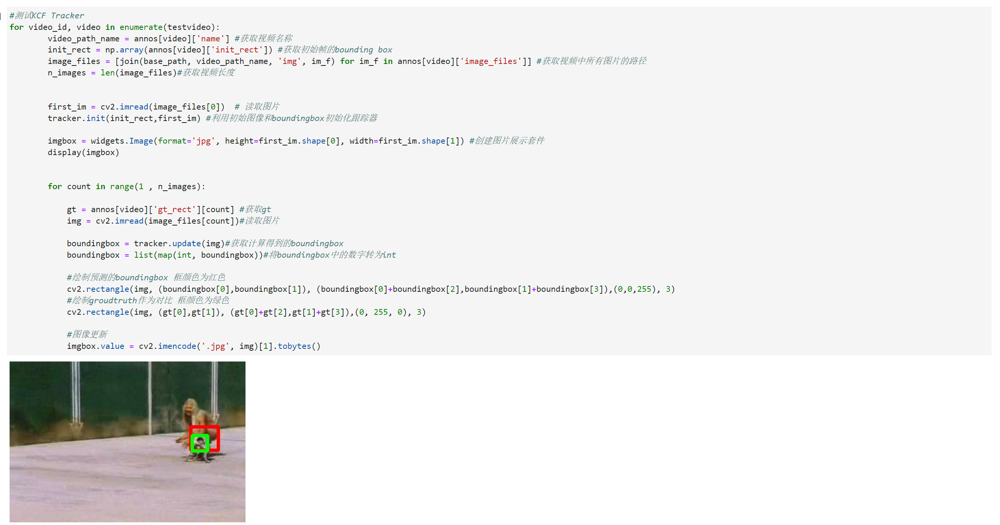 #测试KCF Tracker
for video_id, video in enumerate(testvideo):
video_path_name = annos[video]['name'] #获取视频名称
init_rect = np.array(annos[video]['init_rect']) #获取初始帧的bounding box
image_files = [join(base_path, video_path_name, 'img', im_f) for im_f in annos[video]['image_files']] #获取视频中所有图片的路径
n_images = len(image_files)#获取视频长度
first_im = cv2.imread(image_files[0])  # 读取图片
tracker.init(init_rect,first_im) #利用初始图像和boundingbox初始化跟踪器
imgbox = widgets.Image(format='jpg', height=first_im.shape[0], width=first_im.shape[1]) #创建图片展示套件
display(imgbox)
for count in range(1 , n_images):
gt = annos[video]['gt_rect'][count] #获取gt
img = cv2.imread(image_files[count])#读取图片
boundingbox = tracker.update(img)#获取计算得到的boundingbox
boundingbox = list(map(int, boundingbox))#将boundingbox中的数字转为int
#绘制预测的boundingbox 框颜色为红色
cv2.rectangle(img, (boundingbox[0],boundingbox[1]), (boundingbox[0]+boundingbox[2],boundingbox[1]+boundingbox[3]),(0,0,255), 3)
#绘制groudtruth作为对比 框颜色为绿色
cv2.rectangle(img, (gt[0],gt[1]), (gt[0]+gt[2],gt[1]+gt[3]),(0, 255, 0), 3)
#图像更新
imgbox.value = cv2.imencode('.jpg', img)[1].tobytes()